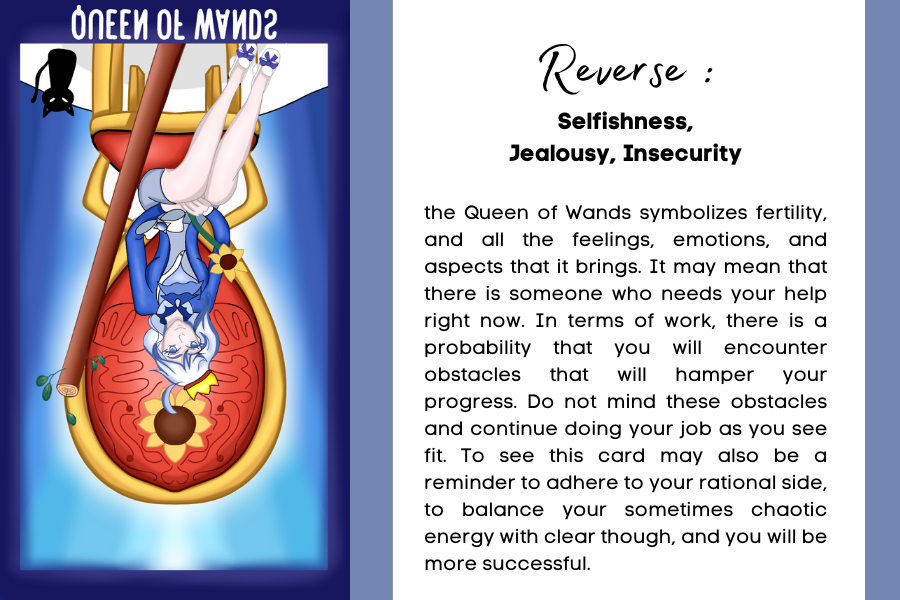 QUEEN OF WANDS
Reverse :
Selfishness,
Jealousy, Insecurity
the Queen of Wands symbolizes fertility,
and all the feelings, emotions, and
aspects that it brings. It may mean that
there is someone who needs your help
right now. In terms of work, there is a
probability that you will encounter
obstacles that will hamper your
progress. Do not mind these obstacles
and continue doing your job as you see
fit. To see this card may also be a
reminder to adhere to your rational side,
to balance your sometimes chaotic
energy with clear though, and you will be
more successful.